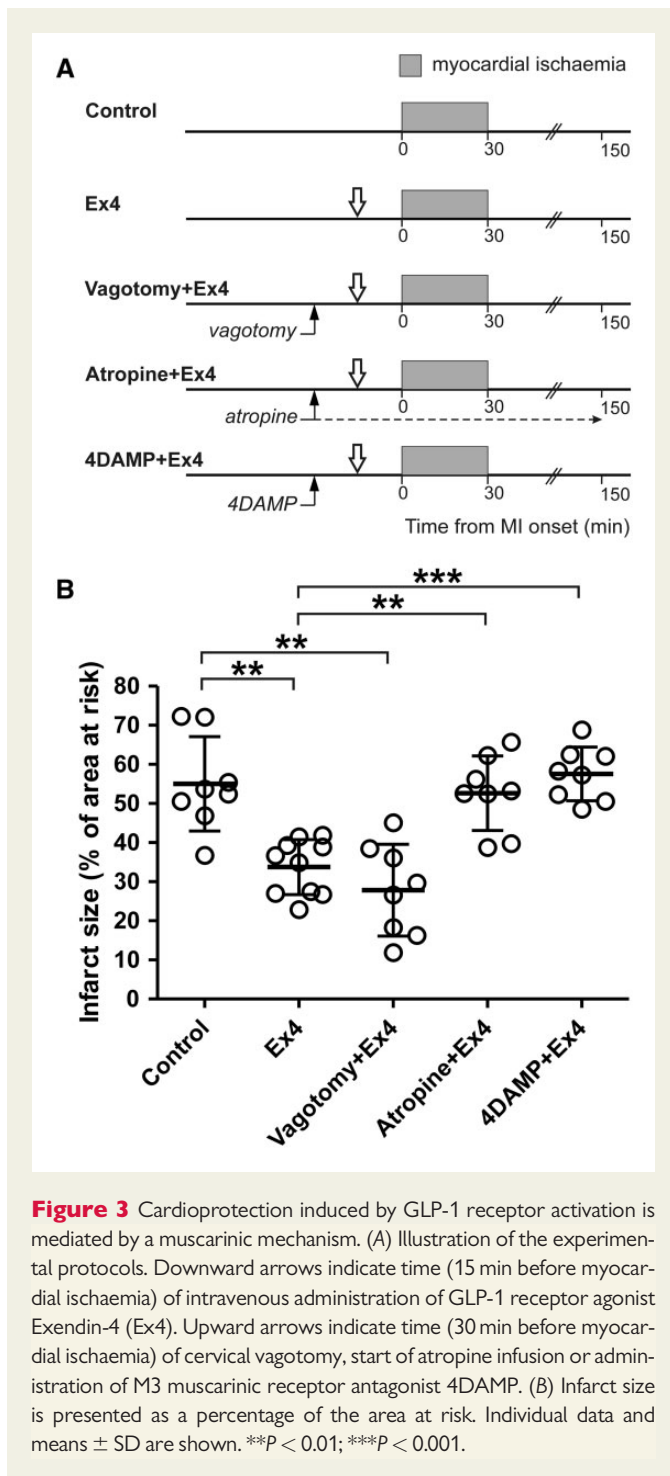 A
myocardial ischaemia
Control
0 30 150
Ex4
0 30 150
Vagotomy+Ex4
vagotomy
0 30 150
Atropine+Ex4
atropine
0 30 150
4DAMP+Ex4
4DAMP
0 30 150
Time from MI onset (min)
B
***
**
**
**
Infarct size (% of area at risk)
80
70
60
50
40
30
20
10
0
Control
Ex4
Vagotomy+Ex4
Atropine+Ex4
4DAMP+Ex4
Figure 3 Cardioprotection induced by GLP-1 receptor activation is
mediated by a muscarinic mechanism. (A) Illustration of the experimen-
tal protocols. Downward arrows indicate time (15 min before myocar-
dial ischaemia) of intravenous administration of GLP-1 receptor agonist
Exendin-4 (Ex4). Upward arrows indicate time (30 min before myocar-
dial ischaemia) of cervical vagotomy, start of atropine infusion or admin-
istration of M3 muscarinic receptor antagonist 4DAMP. (B) Infarct size
is presented as a percentage of the area at risk. Individual data and
means ± SD are shown. **P < 0.01; ***P < 0.001.